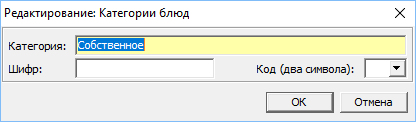 Редактирование: Категории блюд
Категория: Собственное
Шифр: Код (два символа):
OK Отмена